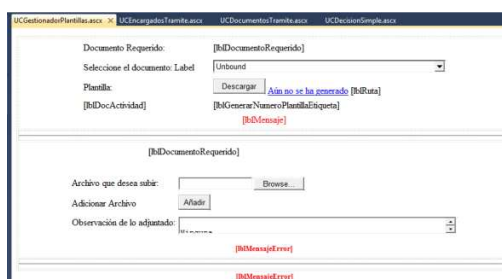 UCGestionadorPlantillas.ascx × UCEncargadosTramite.ascx UCDocumentosTramite.ascx UCDecisionSimple.ascx
Documento Requerido: [lblDocumentoRequerido]
Seleccione el documento: Label Unbound
Plantilla: Descargar Aún no se ha generado [lblRuta]
[lblDocActividad] [lblGenerarNumeroPlantillaEtiqueta]
[lblMensaje]
[lblDocumentoRequerido]
Archivo que desea subir: Browse...
Adicionar Archivo Añadir
Observación de lo adjuntado:
[lblMensajeError]
[lblMensajeError]